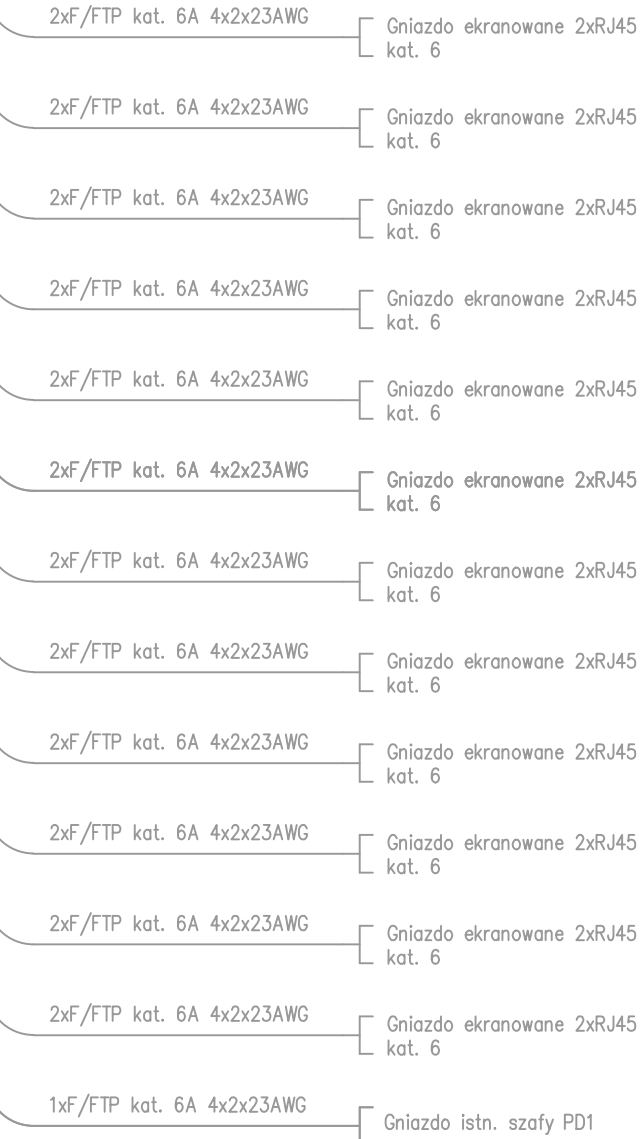 2xF/FTP kat. 6A 4x2x23AWG
Gniazdo ekranowane 2xRJ45
kat. 6
2xF/FTP kat. 6A 4x2x23AWG
Gniazdo ekranowane 2xRJ45
kat. 6
2xF/FTP kat. 6A 4x2x23AWG
Gniazdo ekranowane 2xRJ45
kat. 6
2xF/FTP kat. 6A 4x2x23AWG
Gniazdo ekranowane 2xRJ45
kat. 6
2xF/FTP kat. 6A 4x2x23AWG
Gniazdo ekranowane 2xRJ45
kat. 6
2xF/FTP kat. 6A 4x2x23AWG
Gniazdo ekranowane 2xRJ45
kat. 6
2xF/FTP kat. 6A 4x2x23AWG
Gniazdo ekranowane 2xRJ45
kat. 6
2xF/FTP kat. 6A 4x2x23AWG
Gniazdo ekranowane 2xRJ45
kat. 6
2xF/FTP kat. 6A 4x2x23AWG
Gniazdo ekranowane 2xRJ45
kat. 6
2xF/FTP kat. 6A 4x2x23AWG
Gniazdo ekranowane 2xRJ45
kat. 6
2xF/FTP kat. 6A 4x2x23AWG
Gniazdo ekranowane 2xRJ45
kat. 6
2xF/FTP kat. 6A 4x2x23AWG
Gniazdo ekranowane 2xRJ45
kat. 6
1xF/FTP kat. 6A 4x2x23AWG
Gniazdo istn. szafy PD1